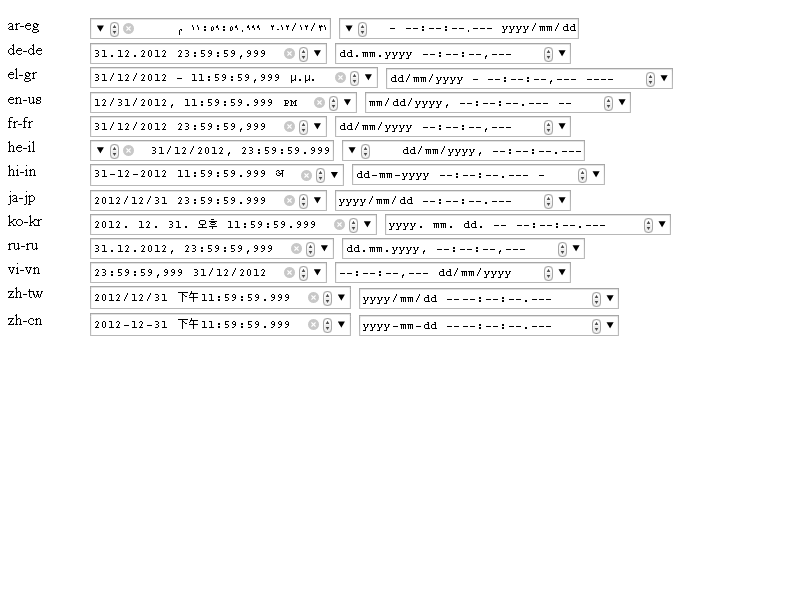 ar-eg ٣١/١٢/٢٠١٢ ١١:٥٩:٥٩.٩٩٩ م yyyy/mm/dd --:--:--.--- -
de-de 31.12.2012 23:59:59,999 dd.mm.yyyy --:--:--,---
el-gr 31/12/2012 - 11:59:59,999 μ.μ. dd/mm/yyyy - --:--:--,--- ----
en-us 12/31/2012, 11:59:59.999 PM mm/dd/yyyy, --:--:--.--- --
fr-fr 31/12/2012 23:59:59,999 dd/mm/yyyy --:--:--,---
he-il 31/12/2012, 23:59:59.999 dd/mm/yyyy, --:--:--.---
hi-in 31-12-2012 11:59:59.999 अ dd-mm-yyyy --:--:--.--- -
ja-jp 2012/12/31 23:59:59.999 yyyy/mm/dd --:--:--.---
ko-kr 2012. 12. 31. 오후 11:59:59.999 yyyy. mm. dd. -- --:--:--.---
ru-ru 31.12.2012, 23:59:59,999 dd.mm.yyyy, --:--:--,---
vi-vn 23:59:59,999 31/12/2012 --:--:--,--- dd/mm/yyyy
zh-tw 2012/12/31 下午11:59:59.999 yyyy/mm/dd ----:--:--.---
zh-cn 2012-12-31 下午11:59:59.999 yyyy-mm-dd ----:--:--.---